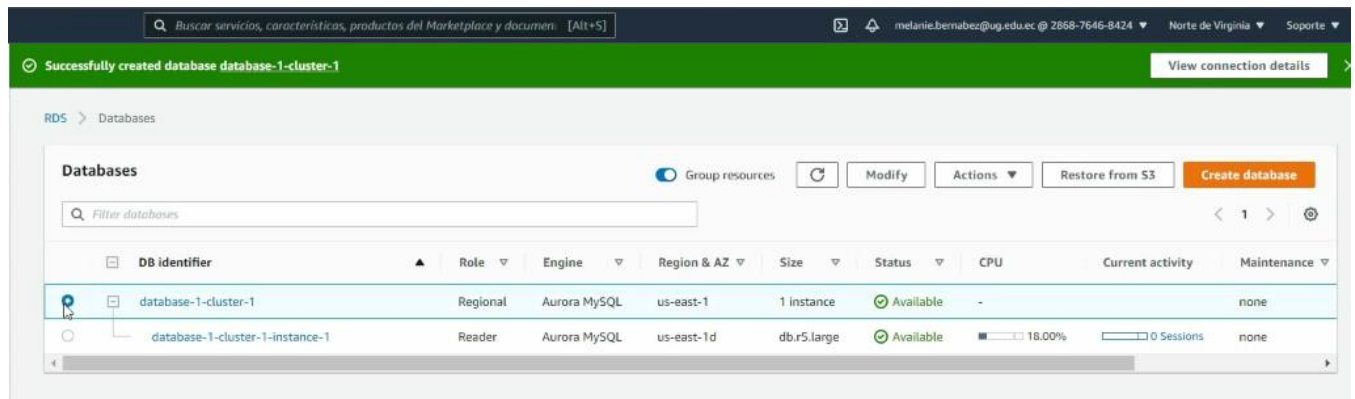 Buscar servicios, características, productos del Marketplace y documen [Alt+S] melanie.bernabez@ug.edu.ec @ 2868-7646-8424 ▼ Norte de Virginia ▼ Soporte ▼
Successfully created database database-1-cluster-1 View connection details
RDS > Databases
Databases Group resources Modify Actions ▼ Restore from S3 Create database
Filter databases < 1 >
DB identifier Role Engine Region & AZ Size Status CPU Current activity Maintenance
database-1-cluster-1 Regional Aurora MySQL us-east-1 1 instance Available - none
database-1-cluster-1-instance-1 Reader Aurora MySQL us-east-1d db.r5.large Available 18.00% 0 Sessions none